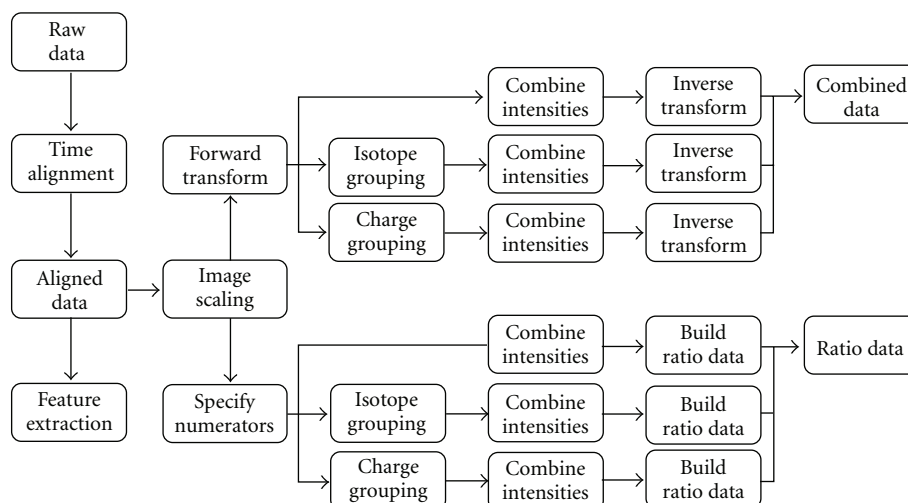 Raw
data
Time
alignment
Aligned
data
Feature
extraction
Forward
transform
Image
scaling
Specify
numerators
Combine
intensities
Inverse
transform
Combined
data
Isotope
grouping
Combine
intensities
Inverse
transform
Charge
grouping
Combine
intensities
Inverse
transform
Combine
intensities
Build
ratio data
Ratio data
Isotope
grouping
Combine
intensities
Build
ratio data
Charge
grouping
Combine
intensities
Build
ratio data